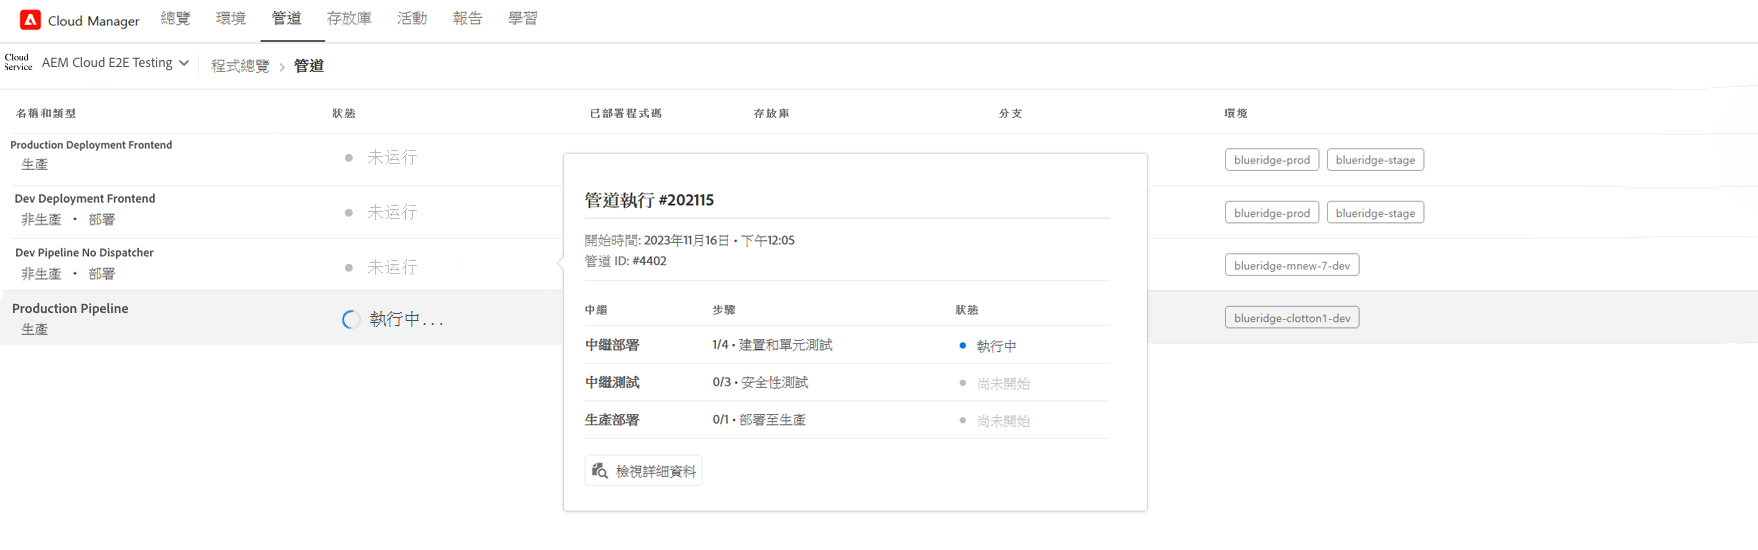 Cloud Manager 總覽 環境 管道 存放庫 活動 報告 學習
Cloud Service AEM Cloud E2E Testing 程式總覽 > 管道
名稱和類型 狀態 已部署程式碼 存放庫 分支 環境
Production Deployment Frontend
生產 未运行 blueridge-prod blueridge-stage
Dev Deployment Frontend
非生產 · 部署 未运行 blueridge-prod blueridge-stage
Dev Pipeline No Dispatcher
非生產 · 部署 未运行 blueridge-mnew-7-dev
Production Pipeline
生產 執行中... blueridge-clotton1-dev
管道執行 #202115
開始時間: 2023年11月16日 • 下午12:05
管道 ID: #4402
中繼 步驟 狀態
中繼部署 1/4 • 建置和單元測試 執行中
中繼測試 0/3 • 安全性測試 尚未開始
生產部署 0/1 • 部署至生產 尚未開始
檢視詳細資料